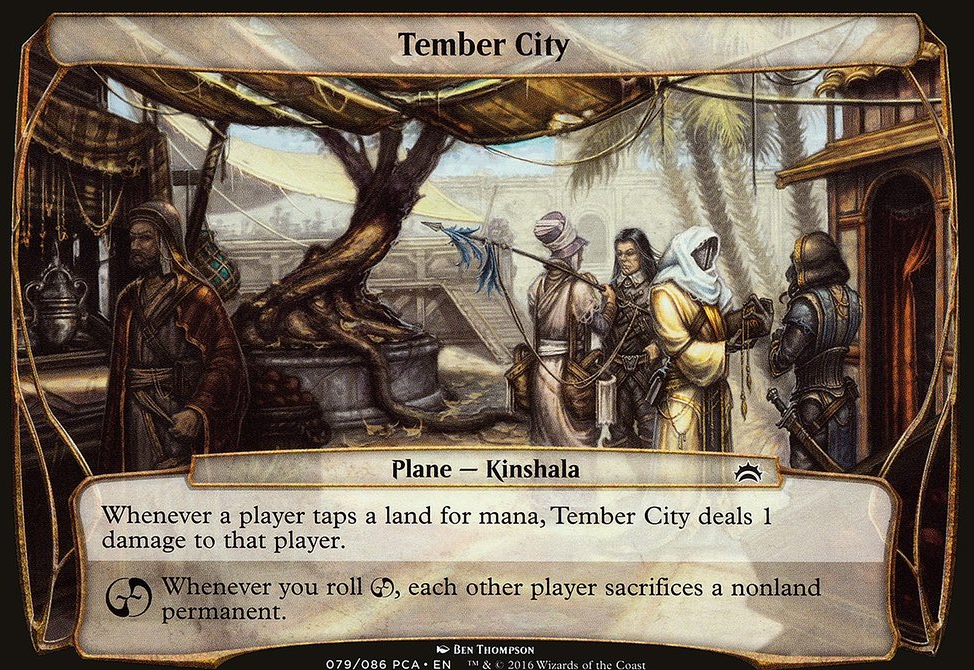 Tember City
Plane — Kinshala
Whenever a player taps a land for mana, Tember City deals 1
damage to that player.
Whenever you roll , each other player sacrifices a nonland
permanent.
Ben Thompson
079/086 PCA • EN ™ & © 2016 Wizards of the Coast